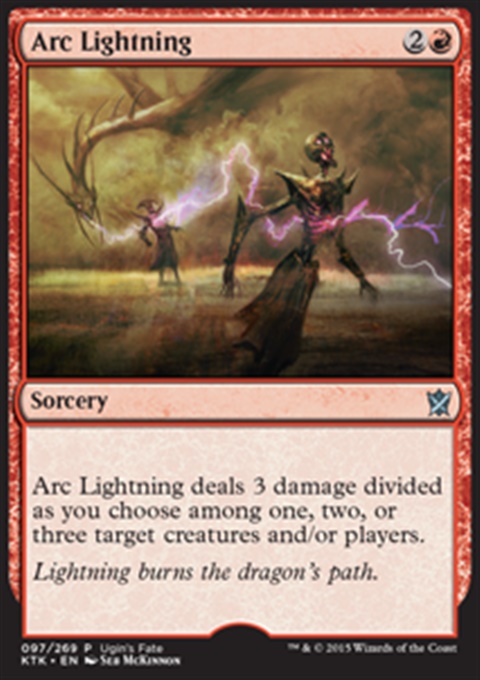 Arc Lightning 2
Sorcery
Arc Lightning deals 3 damage divided
as you choose among one, two, or
three target creatures and/or players.
Lightning burns the dragon's path.
097/269 P Ugin's Fate ™ & © 2015 Wizards of the Coast
KTK • EN Seb McKinnon